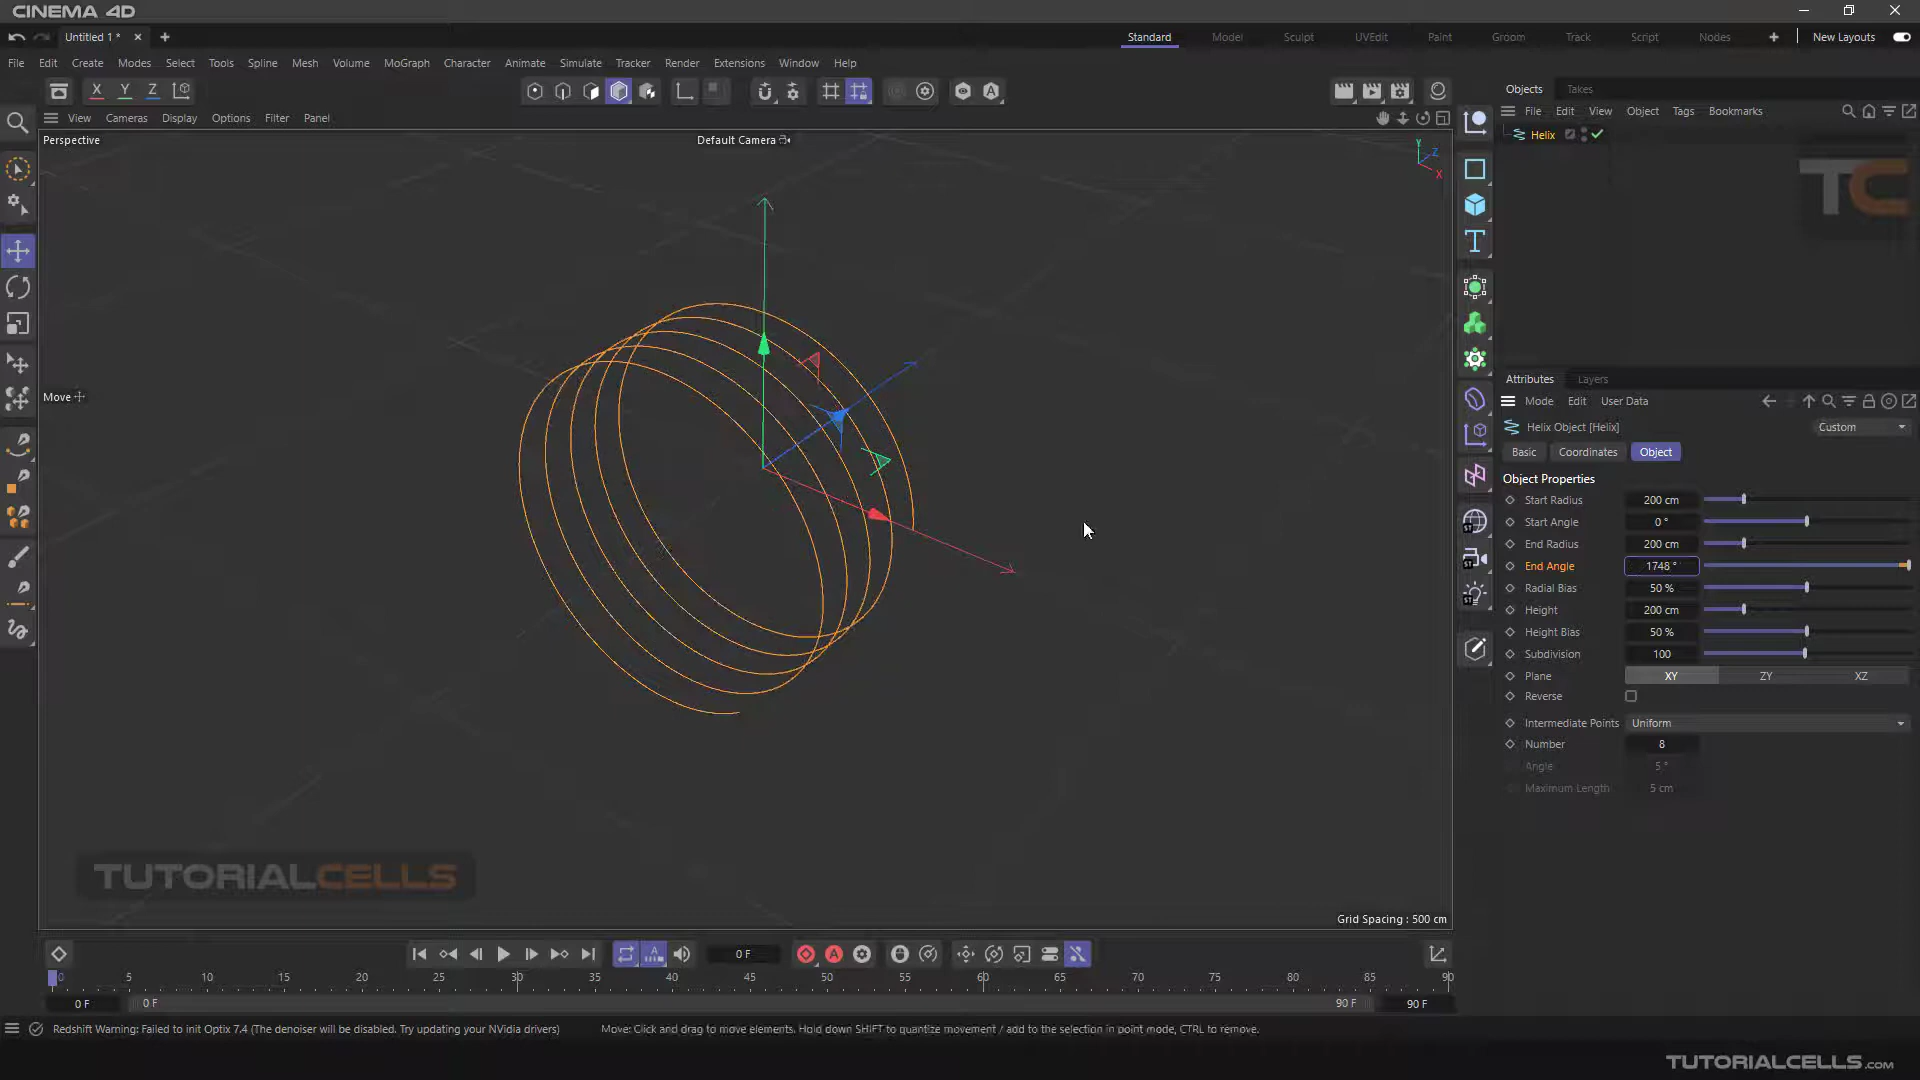 CINEMA 4D
Untitled 1 *
Standard Model Sculpt UVEdit Paint Groom Track Script Nodes New Layouts
File Edit Create Modes Select Tools Spline Mesh Volume MoGraph Character Animate Simulate Tracker Render Extensions Window Help
X Y Z
View Cameras Display Options Filter Panel
Perspective
Default Camera
Y
Z
X
Move
TUTORIALCELLS
Grid Spacing : 500 cm
Objects Takes
File Edit View Object Tags Bookmarks
Helix
TC
Attributes Layers
Mode Edit User Data
Helix Object [Helix] Custom
Basic Coordinates Object
Object Properties
Start Radius 200 cm
Start Angle 0 °
End Radius 200 cm
End Angle 1748 °
Radial Bias 50 %
Height 200 cm
Height Bias 50 %
Subdivision 100
Plane XY ZY XZ
Reverse
Intermediate Points Uniform
Number 8
Angle 5 °
Maximum Length 5 cm
0 F
0 5 10 15 20 25 30 35 40 45 50 55 60 65 70 75 80 85 90
0 F 0 F 90 F 90 F
Redshift Warning: Failed to init Optix 7.4 (The denoiser will be disabled. Try updating your NVidia drivers) Move: Click and drag to move elements. Hold down SHIFT to quantize movement / add to the selection in point mode, CTRL to remove.
TUTORIALCELLS.COM